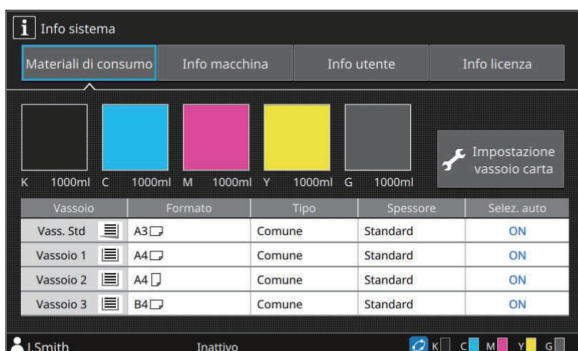 Info sistema
Materiali di consumo Info macchina Info utente Info licenza
K 1000ml C 1000ml M 1000ml Y 1000ml G 1000ml
Impostazione
vassoio carta
Vassoio Formato Tipo Spessore Selez. auto
Vass. Std A3 Comune Standard ON
Vassoio 1 A4 Comune Standard ON
Vassoio 2 A4 Comune Standard ON
Vassoio 3 B4 Comune Standard ON
J.Smith Inattivo K C M Y G